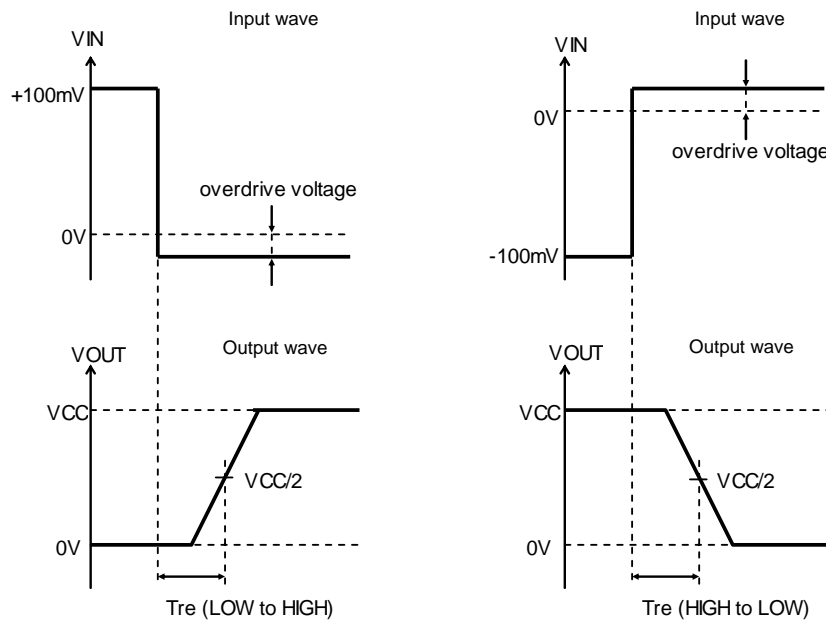 Input wave
VIN
+100mV
overdrive voltage
0V
Output wave
VOUT
VCC
VCC/2
0V
Tre (LOW to HIGH)
Input wave
VIN
0V
overdrive voltage
-100mV
Output wave
VOUT
VCC
VCC/2
0V
Tre (HIGH to LOW)